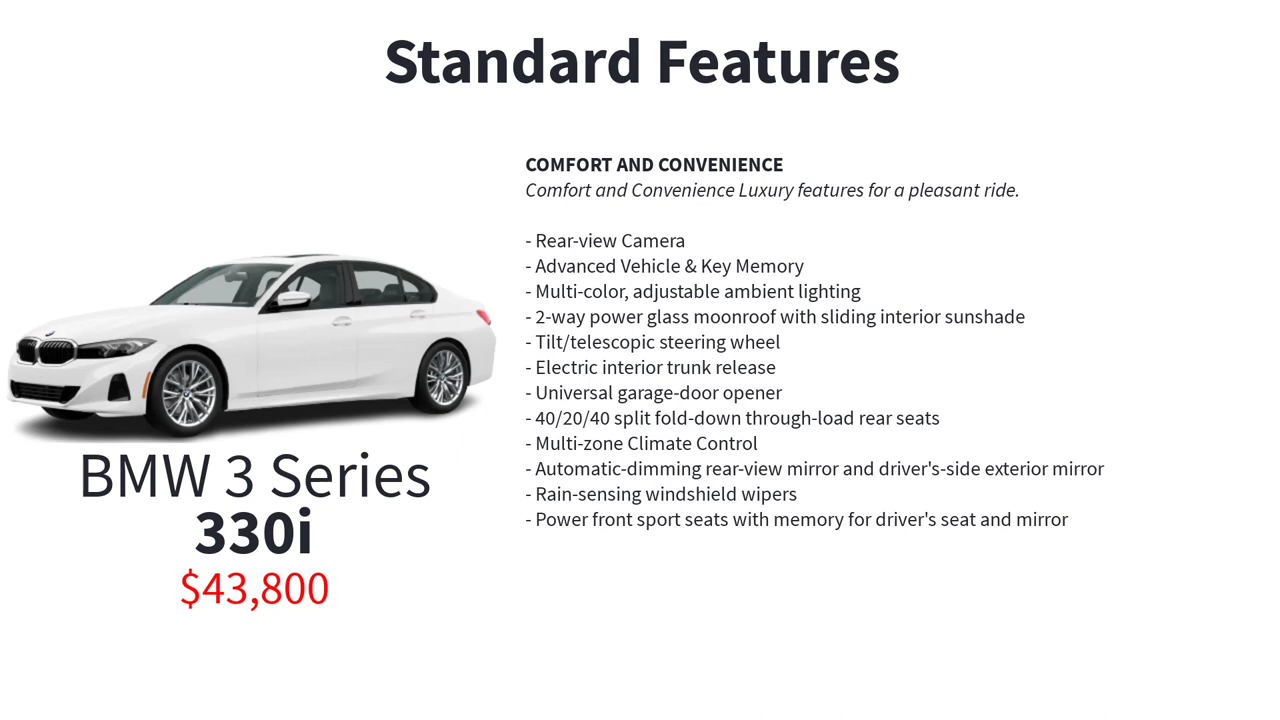 Standard Features
COMFORT AND CONVENIENCE
Comfort and Convenience Luxury features for a pleasant ride.
- Rear-view Camera
- Advanced Vehicle & Key Memory
- Multi-color, adjustable ambient lighting
- 2-way power glass moonroof with sliding interior sunshade
- Tilt/telescopic steering wheel
- Electric interior trunk release
- Universal garage-door opener
- 40/20/40 split fold-down through-load rear seats
- Multi-zone Climate Control
- Automatic-dimming rear-view mirror and driver's-side exterior mirror
- Rain-sensing windshield wipers
- Power front sport seats with memory for driver's seat and mirror
BMW 3 Series
330i
$43,800